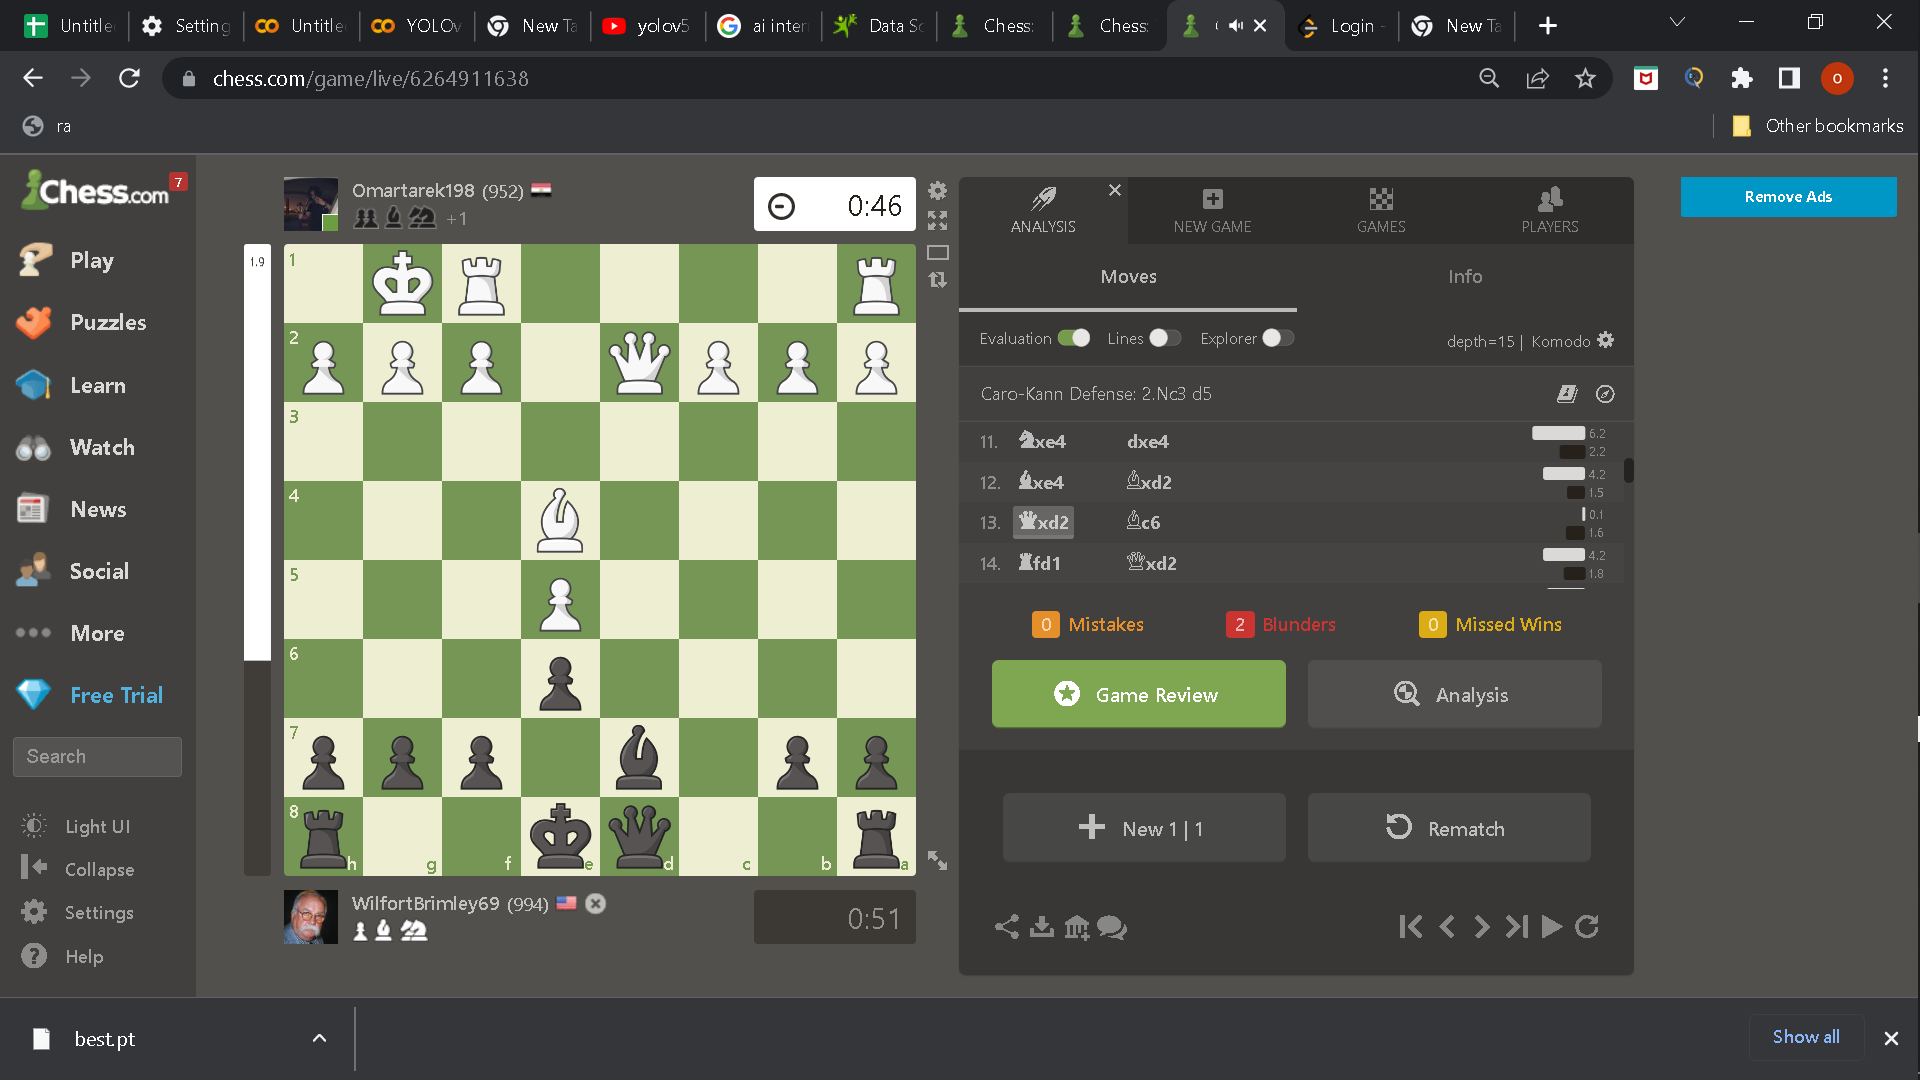 Untitle
Setting
Untitle
YOLOv
New Ta
yolov5
ai inter
Data Sc
Chess:
Chess:
Login -
New Ta
chess.com/game/live/6264911638
O
ra
Other bookmarks
Chess.com
7
Play
Puzzles
Learn
Watch
News
Social
More
Free Trial
Search
Light UI
Collapse
Settings
Help
Omartarek198 (952)
+1
0:46
1.9
1
2
3
4
5
6
7
8
h g f e d c b a
WilfortBrimley69 (994)
0:51
ANALYSIS
NEW GAME
GAMES
PLAYERS
Moves
Info
Evaluation
Lines
Explorer
depth=15 | Komodo
Caro-Kann Defense: 2.Nc3 d5
11. xe4 dxe4 6.2
2.2
12. xe4 xd2 4.2
1.5
13. xd2 c6 0.1
1.6
14. fd1 xd2 4.2
1.8
0 Mistakes
2 Blunders
0 Missed Wins
Game Review
Analysis
New 1 | 1
Rematch
Remove Ads
best.pt
Show all